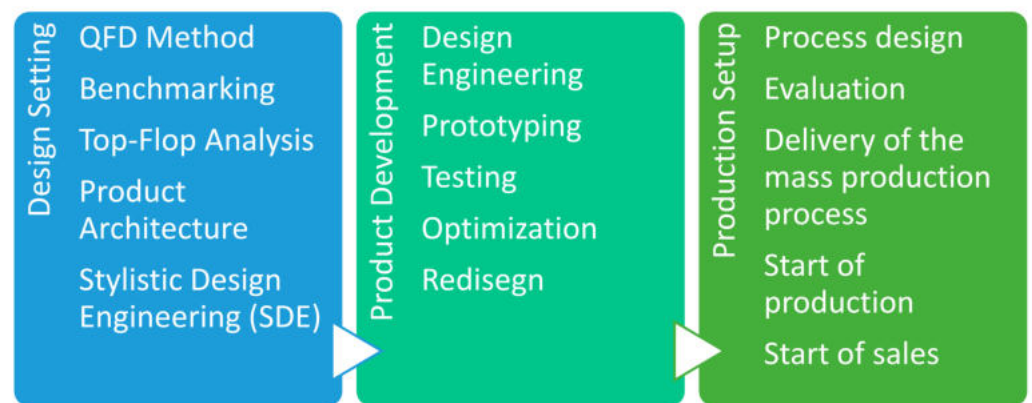 Design Setting
QFD Method
Benchmarking
Top-Flop Analysis
Product
Architecture
Stylistic Design
Engineering (SDE)
Product Development
Design
Engineering
Prototyping
Testing
Optimization
Redisegn
Production Setup
Process design
Evaluation
Delivery of the
mass production
process
Start of
production
Start of sales